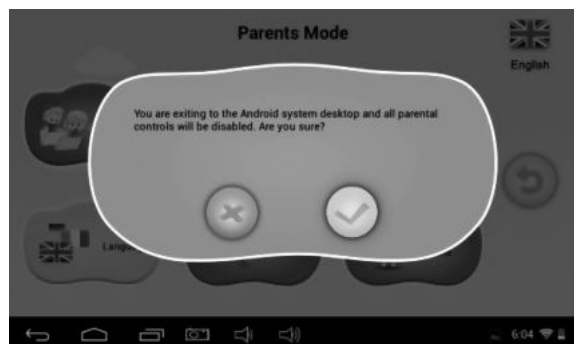 Parents Mode
English
You are exiting to the Android system desktop and all parental
controls will be disabled. Are you sure?
6:04